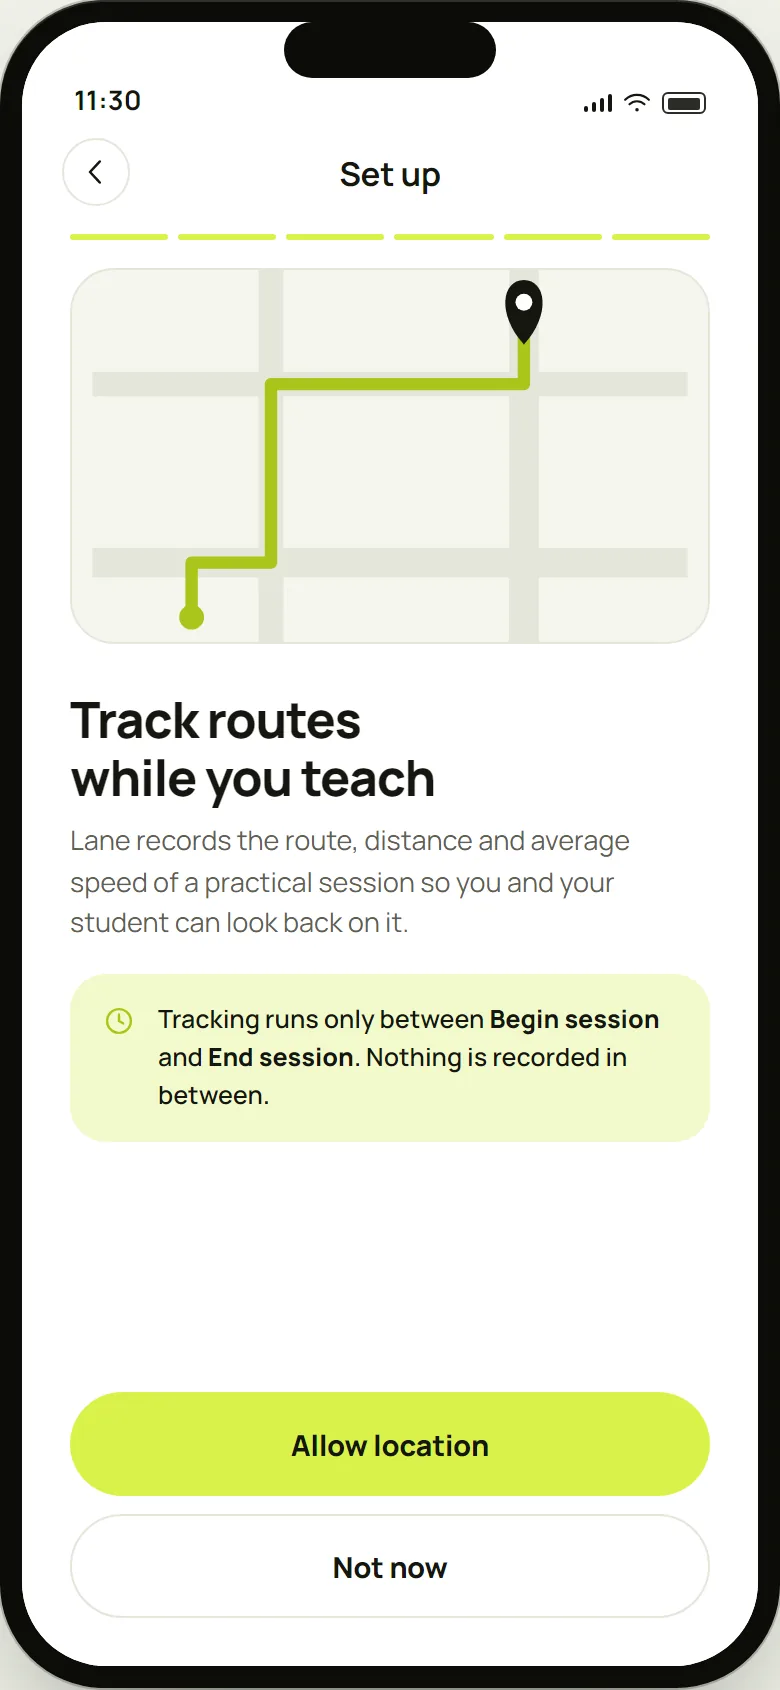 11:30
Set up
Track routes
while you teach
Lane records the route, distance and average
speed of a practical session so you and your
student can look back on it.
Tracking runs only between Begin session
and End session. Nothing is recorded in
between.
Allow location
Not now